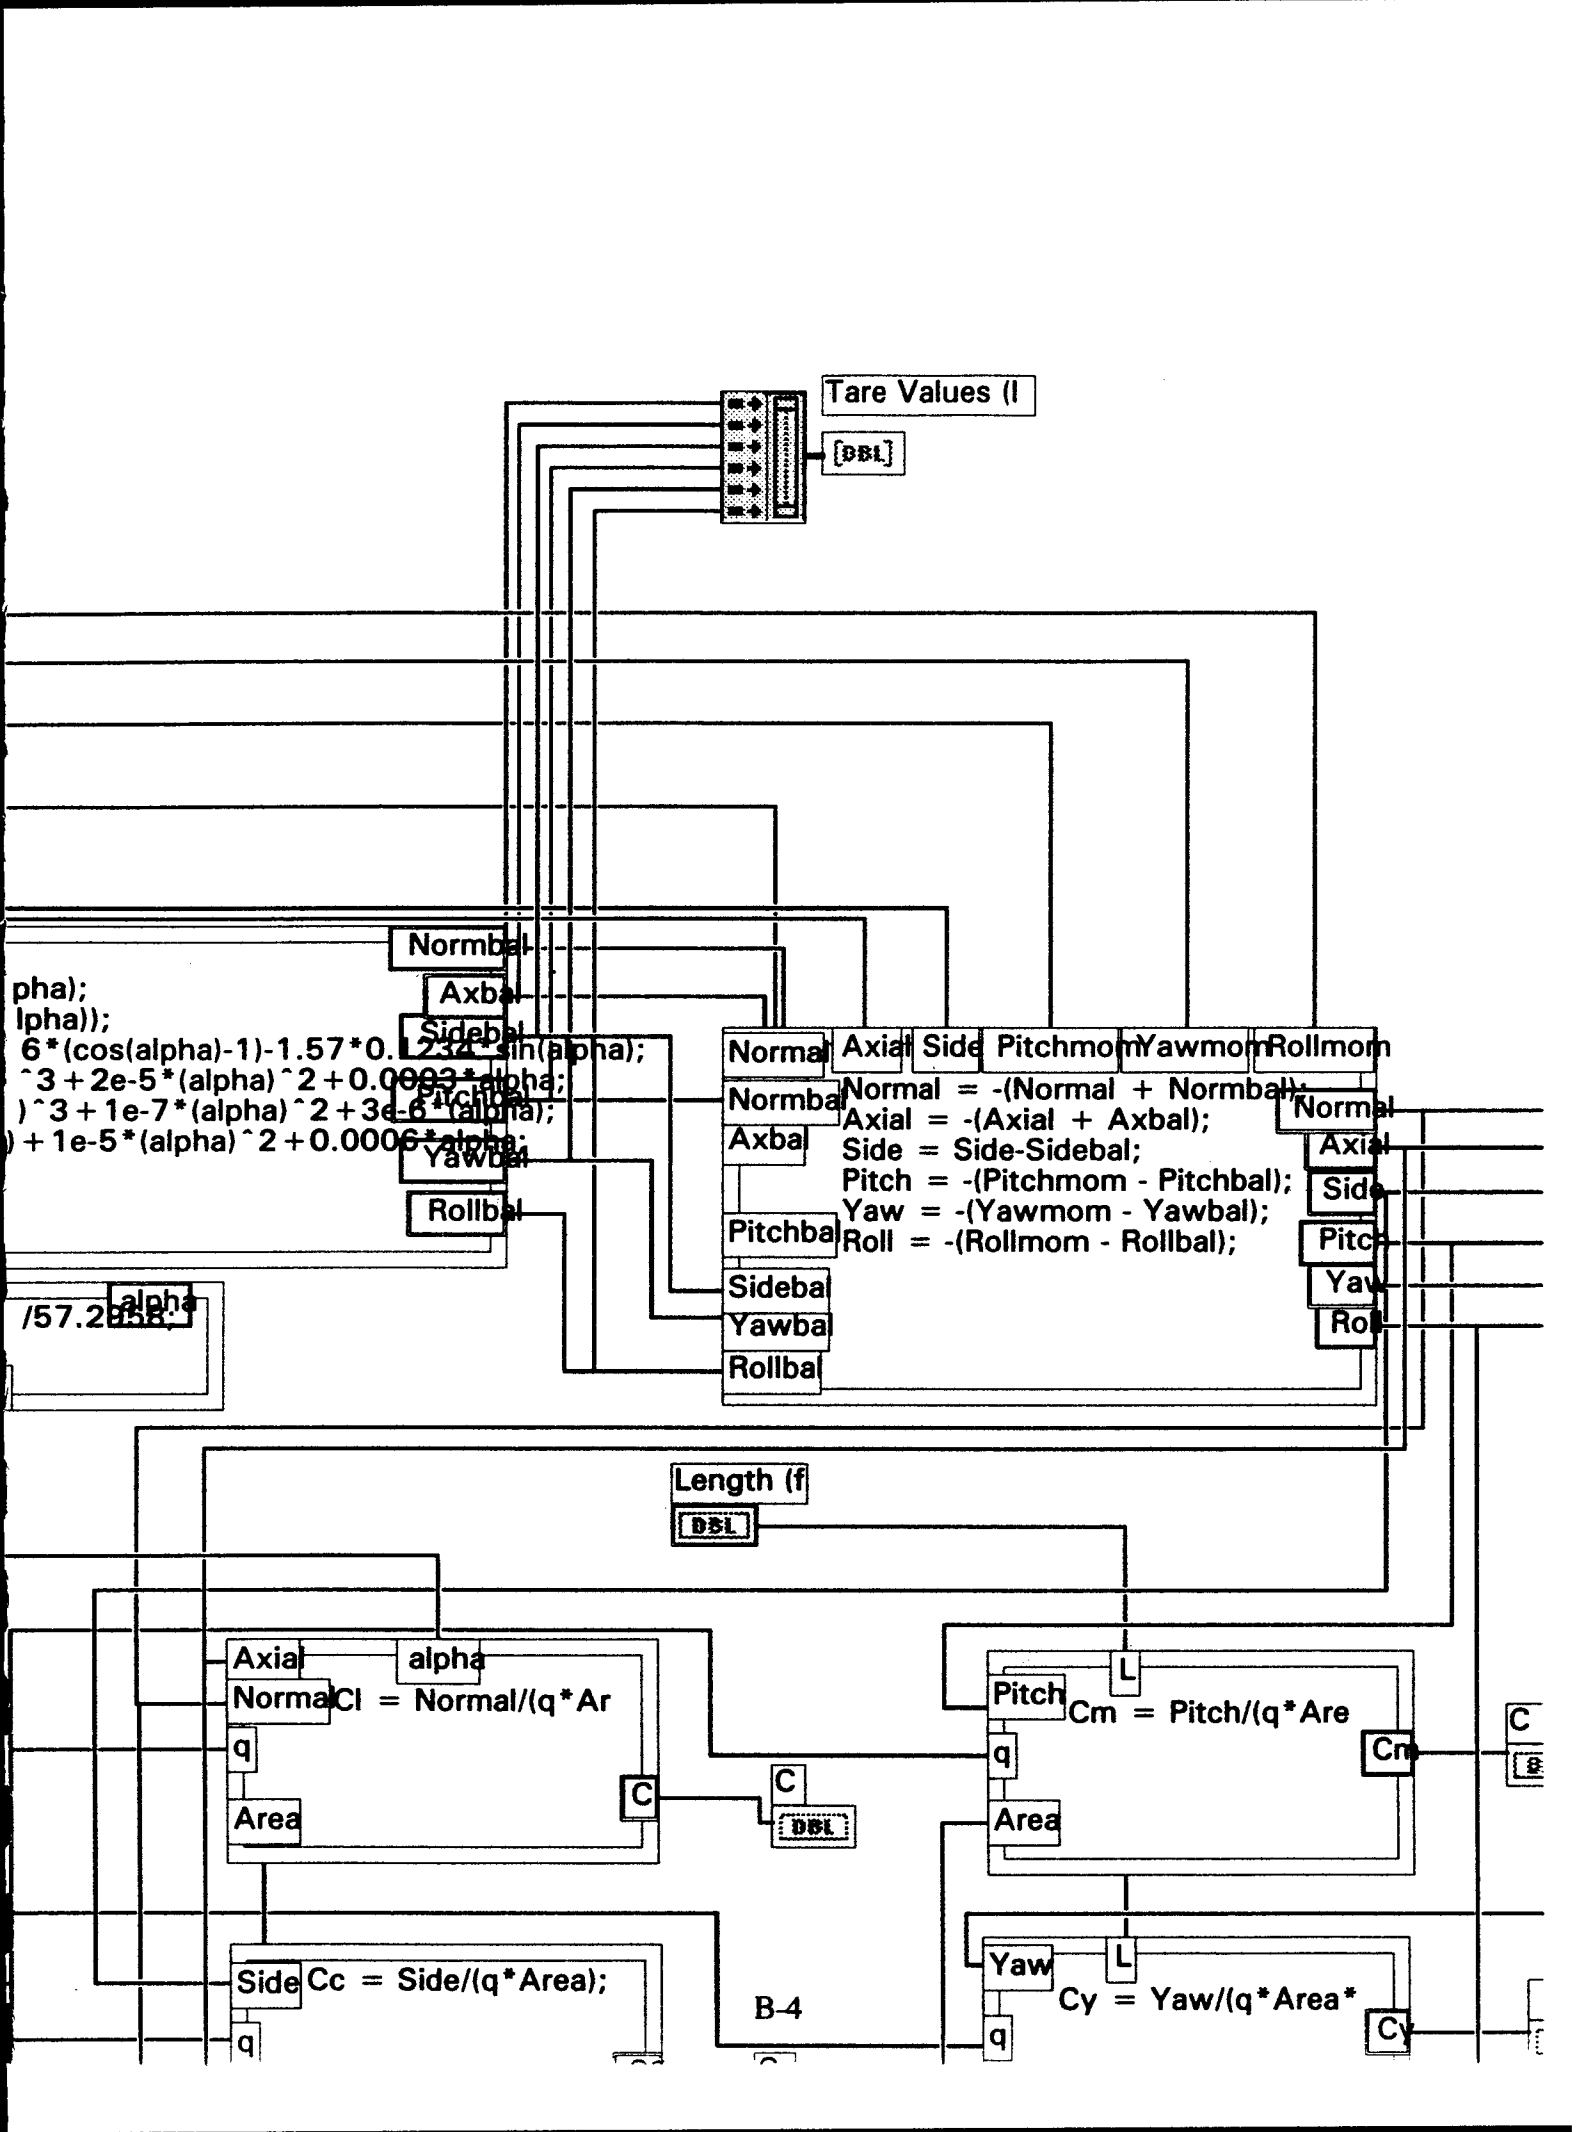 Tare Values (l
[DBL]
Normbal
Axbal
Sidebal
Pitchbal
Yawbal
Rollbal
pha);
lpha));
6*(cos(alpha)-1)-1.57*0.1234*sin(alpha);
^3+2e-5*(alpha)^2+0.0003*alpha;
)^3+1e-7*(alpha)^2+3e-6*(alpha);
)+1e-5*(alpha)^2+0.0006*alpha;
alpha
/57.2958;
Normal Axial Side Pitchmom Yawmom Rollmom
Normbal
Axbal
Pitchbal
Sidebal
Yawbal
Rollbal
Normal = -(Normal + Normbal);
Axial = -(Axial + Axbal);
Side = Side-Sidebal;
Pitch = -(Pitchmom - Pitchbal);
Yaw = -(Yawmom - Yawbal);
Roll = -(Rollmom - Rollbal);
Normal
Axial
Side
Pitch
Yaw
Roll
Length (f
DBL
Axial alpha
Normal Cl = Normal/(q*Ar
q
Area
C
C
DBL
L
Pitch Cm = Pitch/(q*Are
q
Area
Cm
C
Side Cc = Side/(q*Area);
q
L
Yaw
Cy = Yaw/(q*Area*
q
Cy
B-4